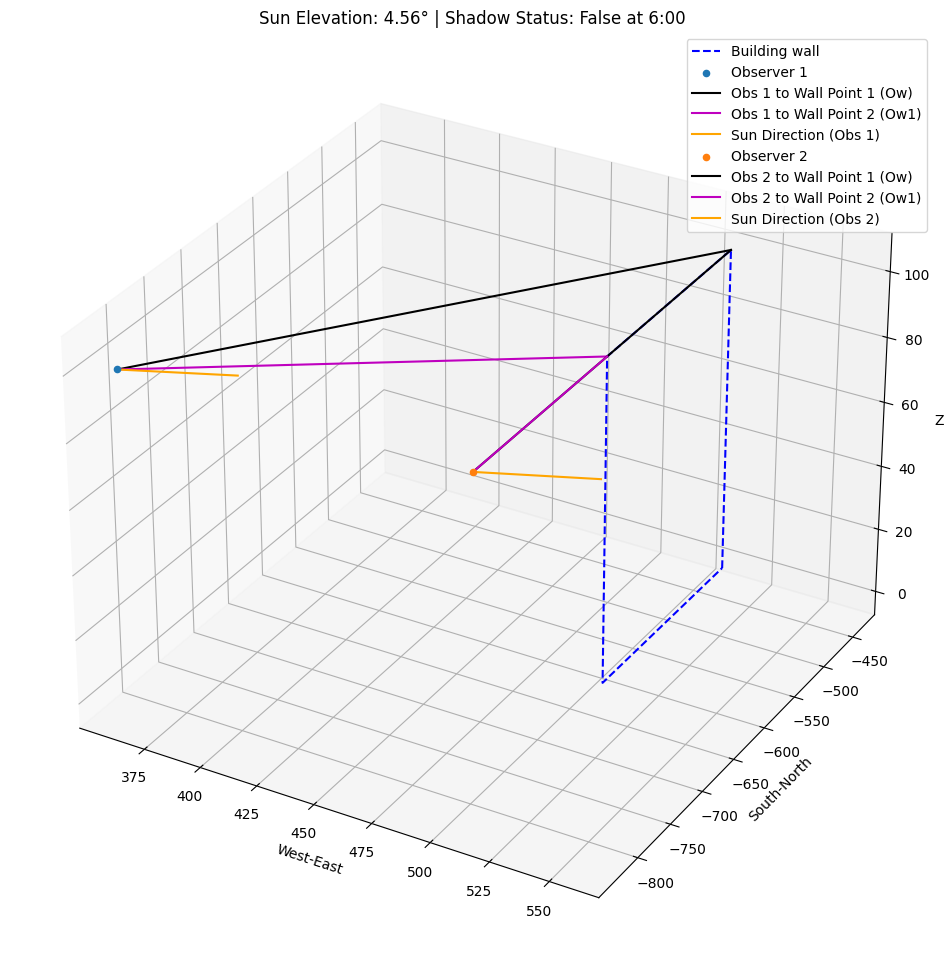 Sun Elevation: 4.56° | Shadow Status: False at 6:00
Building wall
Observer 1
Obs 1 to Wall Point 1 (Ow)
Obs 1 to Wall Point 2 (Ow1)
Sun Direction (Obs 1)
Observer 2
Obs 2 to Wall Point 1 (Ow)
Obs 2 to Wall Point 2 (Ow1)
Sun Direction (Obs 2)
100
80
Z
60
40
20
0
−450
−500
−550
−600
−650
−700
−750
−800
South-North
375
400
425
450
475
500
525
550
West-East